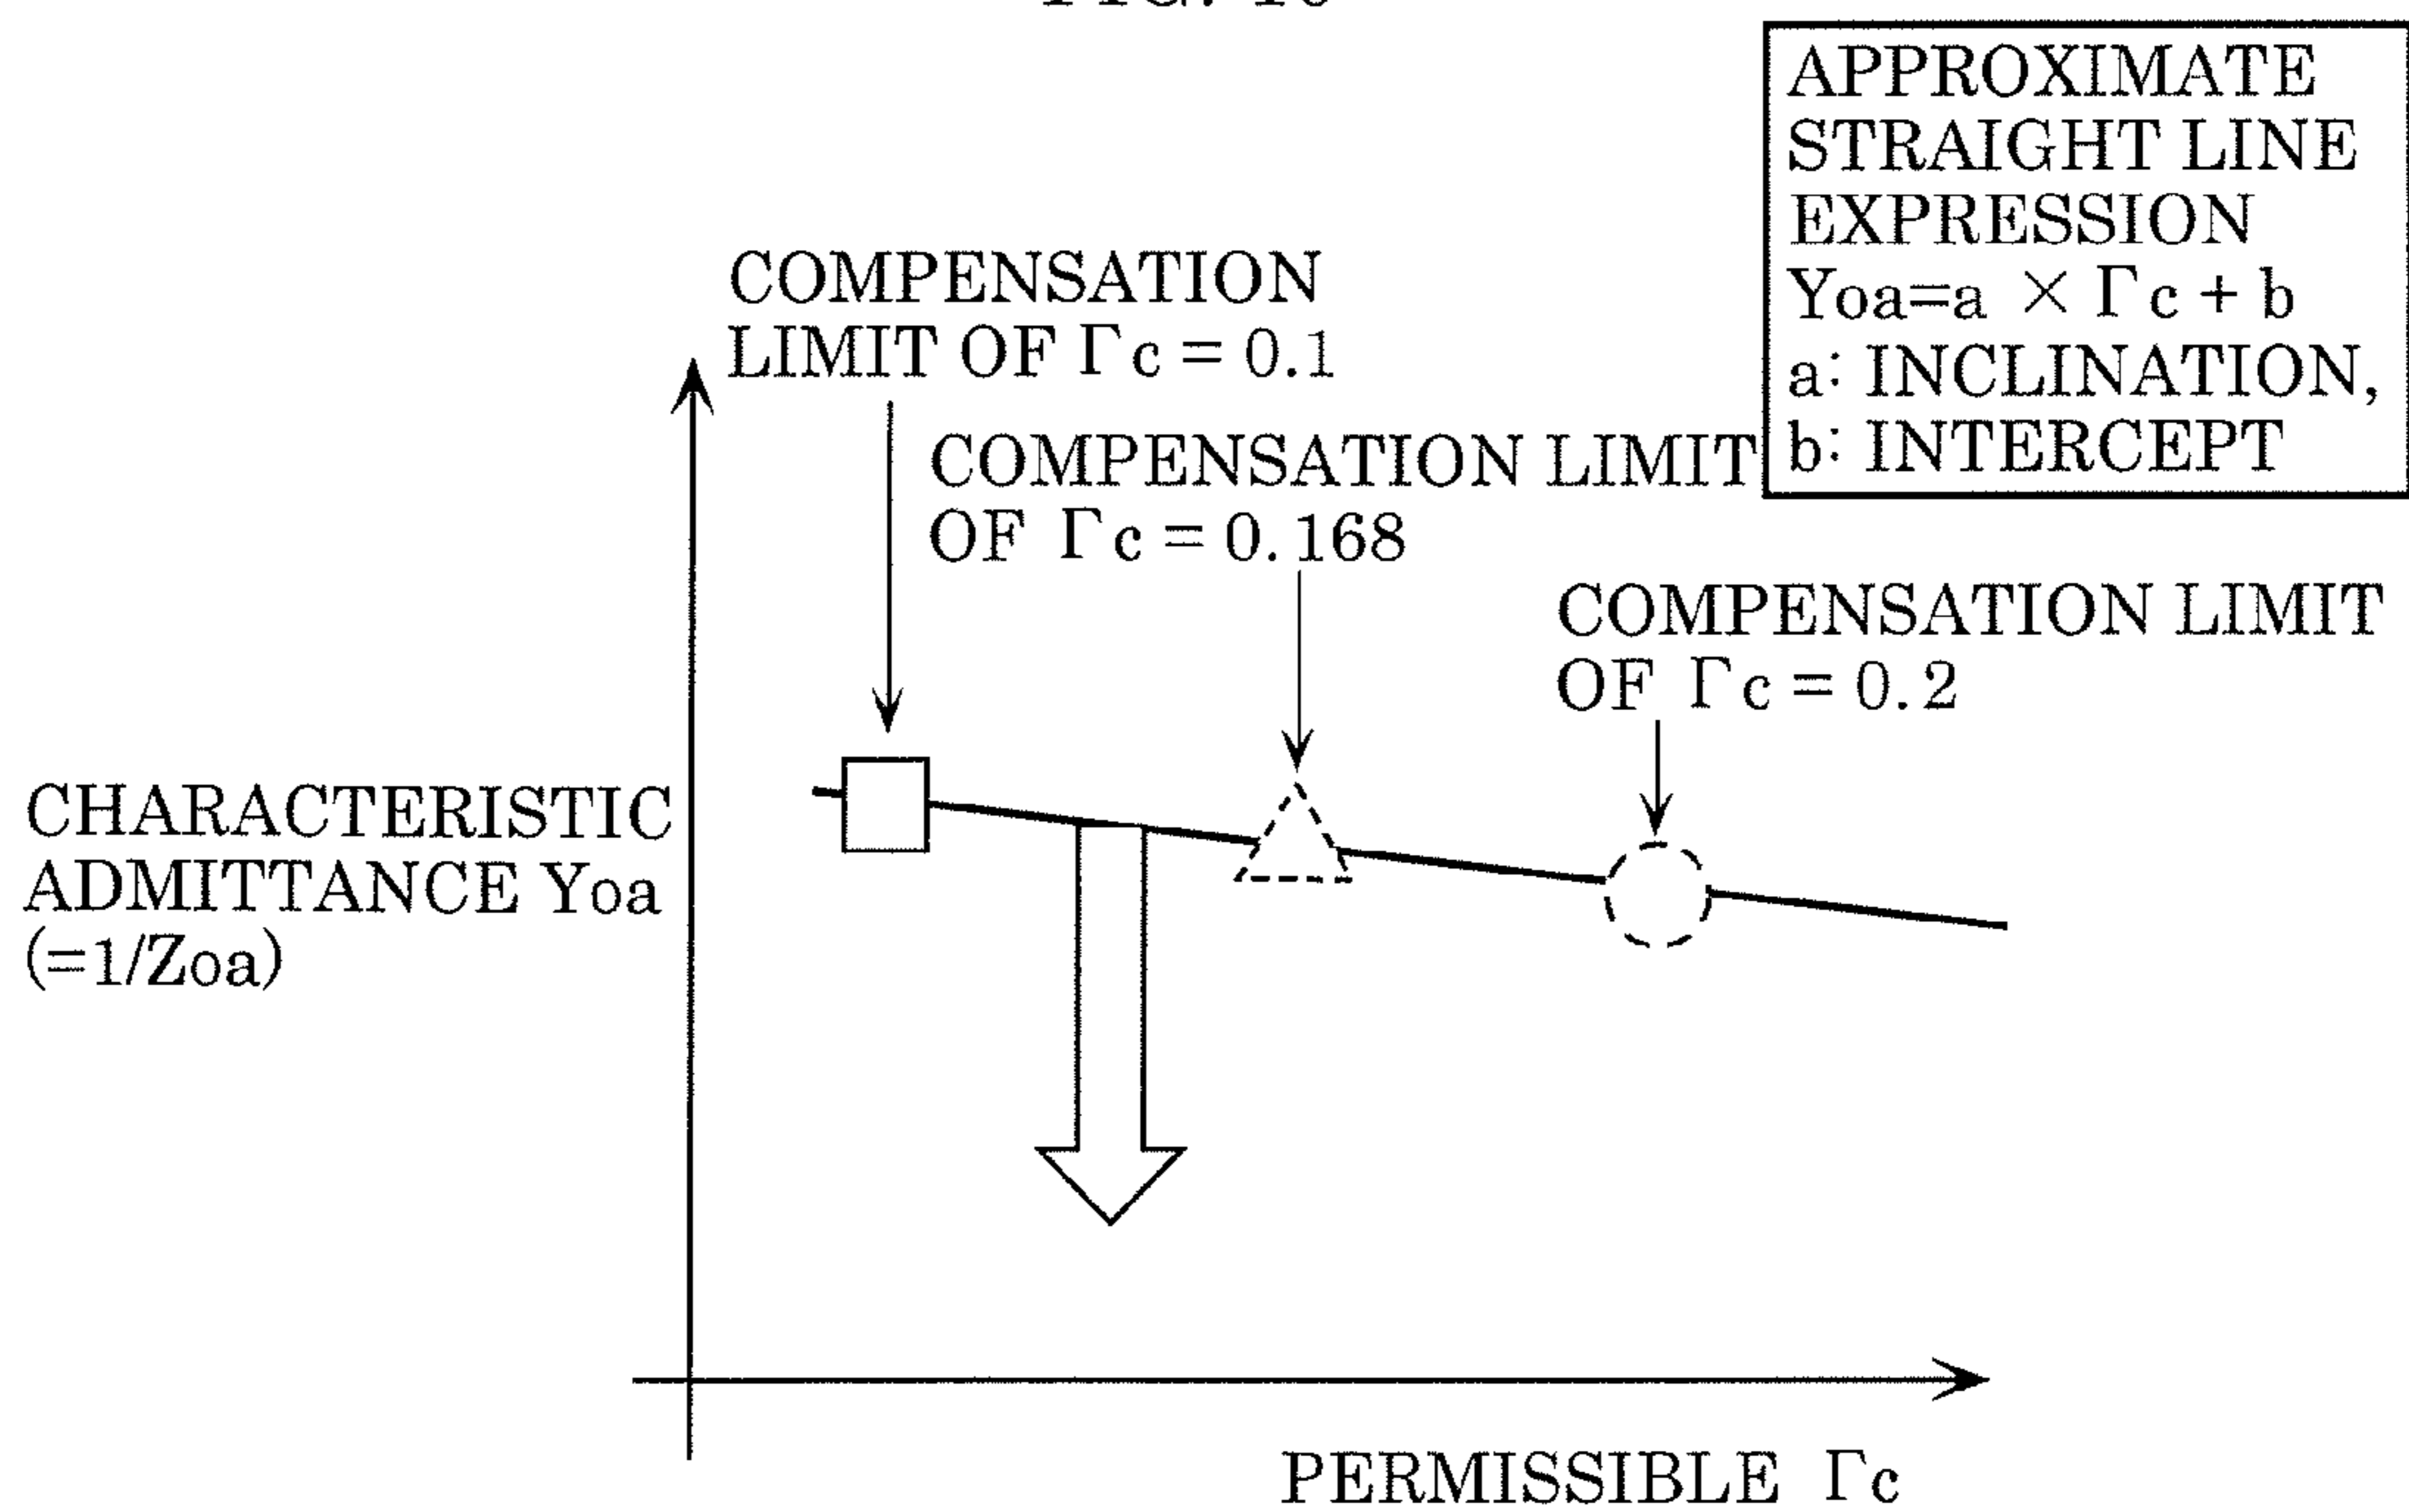 APPROXIMATE
STRAIGHT LINE
EXPRESSION
Yoa=a × Γc + b
a: INCLINATION,
b: INTERCEPT
COMPENSATION
LIMIT OF Γc = 0.1
COMPENSATION LIMIT
OF Γc = 0.168
COMPENSATION LIMIT
OF Γc = 0.2
CHARACTERISTIC
ADMITTANCE Yoa
(=1/Zoa)
PERMISSIBLE Γc